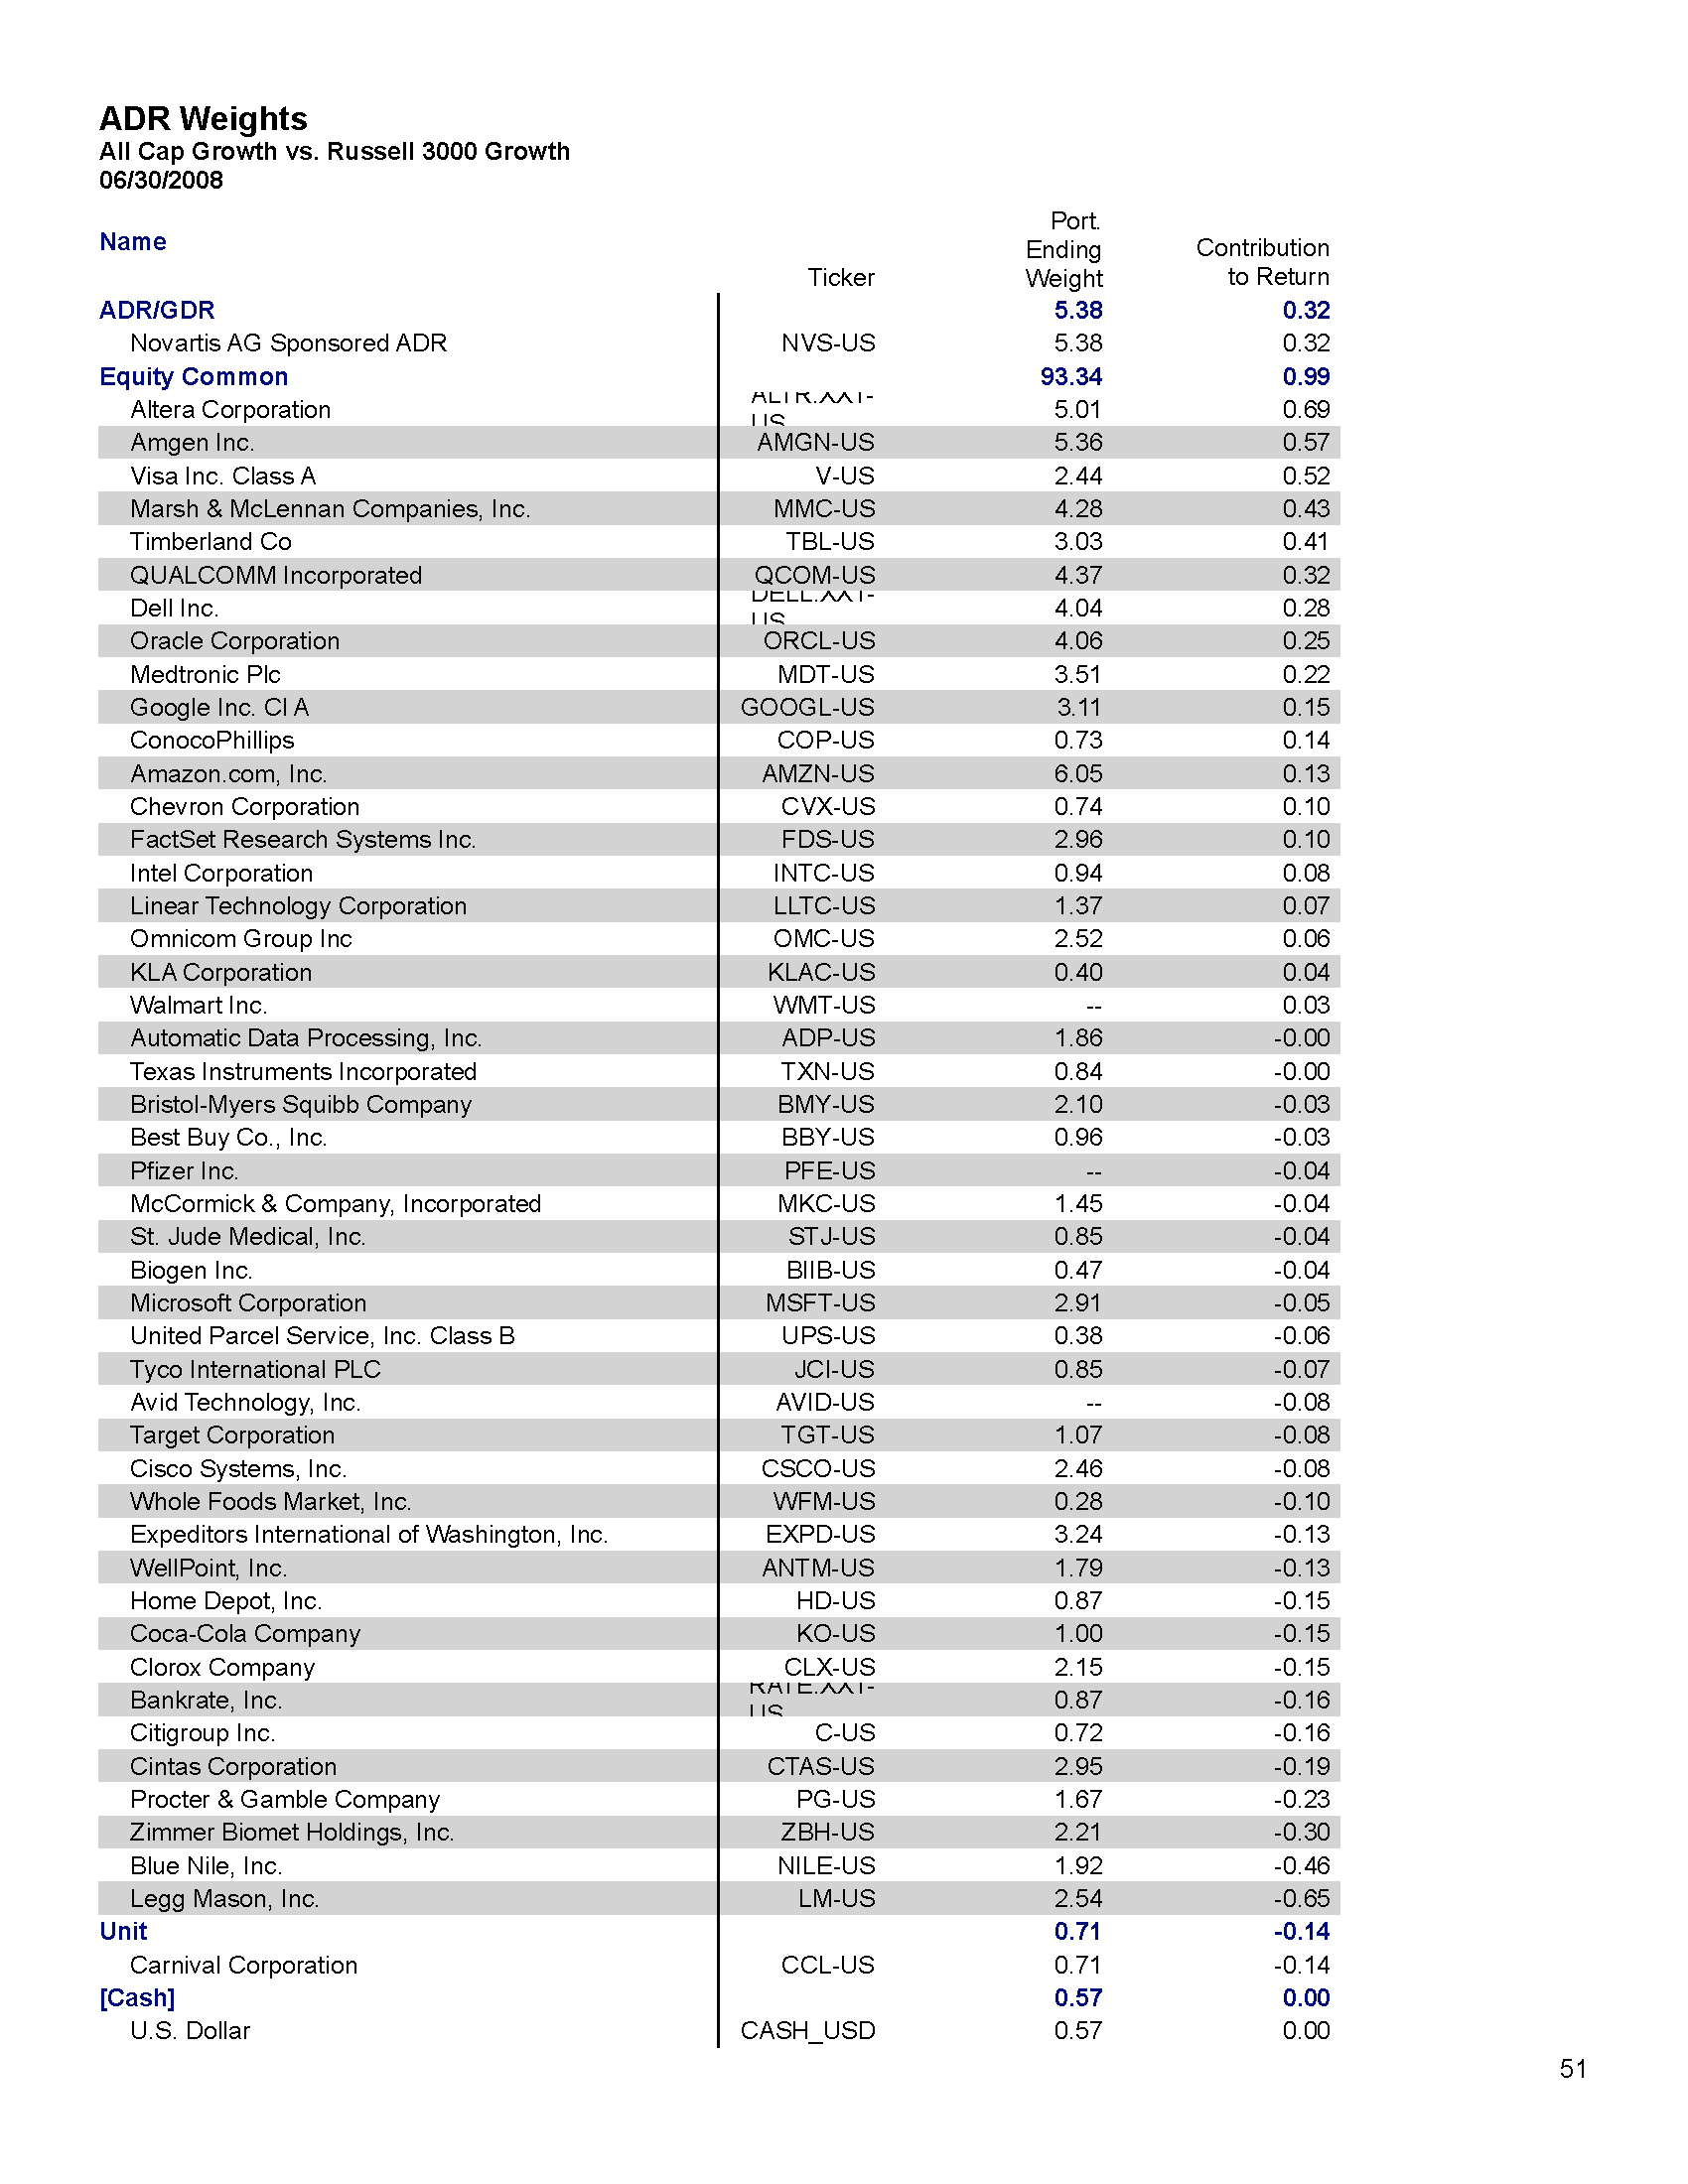 ADR Weights
All Cap Growth vs. Russell 3000 Growth
06/30/2008
Name Ticker Port. Ending Weight Contribution to Return
ADR/GDR 5.38 0.32
Novartis AG Sponsored ADR NVS-US 5.38 0.32
Equity Common 93.34 0.99
Altera Corporation ALTR.XX1-US 5.01 0.69
Amgen Inc. AMGN-US 5.36 0.57
Visa Inc. Class A V-US 2.44 0.52
Marsh & McLennan Companies, Inc. MMC-US 4.28 0.43
Timberland Co TBL-US 3.03 0.41
QUALCOMM Incorporated QCOM-US 4.37 0.32
Dell Inc. DELL.XX1-US 4.04 0.28
Oracle Corporation ORCL-US 4.06 0.25
Medtronic Plc MDT-US 3.51 0.22
Google Inc. Cl A GOOGL-US 3.11 0.15
ConocoPhillips COP-US 0.73 0.14
Amazon.com, Inc. AMZN-US 6.05 0.13
Chevron Corporation CVX-US 0.74 0.10
FactSet Research Systems Inc. FDS-US 2.96 0.10
Intel Corporation INTC-US 0.94 0.08
Linear Technology Corporation LLTC-US 1.37 0.07
Omnicom Group Inc OMC-US 2.52 0.06
KLA Corporation KLAC-US 0.40 0.04
Walmart Inc. WMT-US -- 0.03
Automatic Data Processing, Inc. ADP-US 1.86 -0.00
Texas Instruments Incorporated TXN-US 0.84 -0.00
Bristol-Myers Squibb Company BMY-US 2.10 -0.03
Best Buy Co., Inc. BBY-US 0.96 -0.03
Pfizer Inc. PFE-US -- -0.04
McCormick & Company, Incorporated MKC-US 1.45 -0.04
St. Jude Medical, Inc. STJ-US 0.85 -0.04
Biogen Inc. BIIB-US 0.47 -0.04
Microsoft Corporation MSFT-US 2.91 -0.05
United Parcel Service, Inc. Class B UPS-US 0.38 -0.06
Tyco International PLC JCI-US 0.85 -0.07
Avid Technology, Inc. AVID-US -- -0.08
Target Corporation TGT-US 1.07 -0.08
Cisco Systems, Inc. CSCO-US 2.46 -0.08
Whole Foods Market, Inc. WFM-US 0.28 -0.10
Expeditors International of Washington, Inc. EXPD-US 3.24 -0.13
WellPoint, Inc. ANTM-US 1.79 -0.13
Home Depot, Inc. HD-US 0.87 -0.15
Coca-Cola Company KO-US 1.00 -0.15
Clorox Company CLX-US 2.15 -0.15
Bankrate, Inc. RATE.XX1-US 0.87 -0.16
Citigroup Inc. C-US 0.72 -0.16
Cintas Corporation CTAS-US 2.95 -0.19
Procter & Gamble Company PG-US 1.67 -0.23
Zimmer Biomet Holdings, Inc. ZBH-US 2.21 -0.30
Blue Nile, Inc. NILE-US 1.92 -0.46
Legg Mason, Inc. LM-US 2.54 -0.65
Unit 0.71 -0.14
Carnival Corporation CCL-US 0.71 -0.14
[Cash] 0.57 0.00
U.S. Dollar CASH_USD 0.57 0.00
51